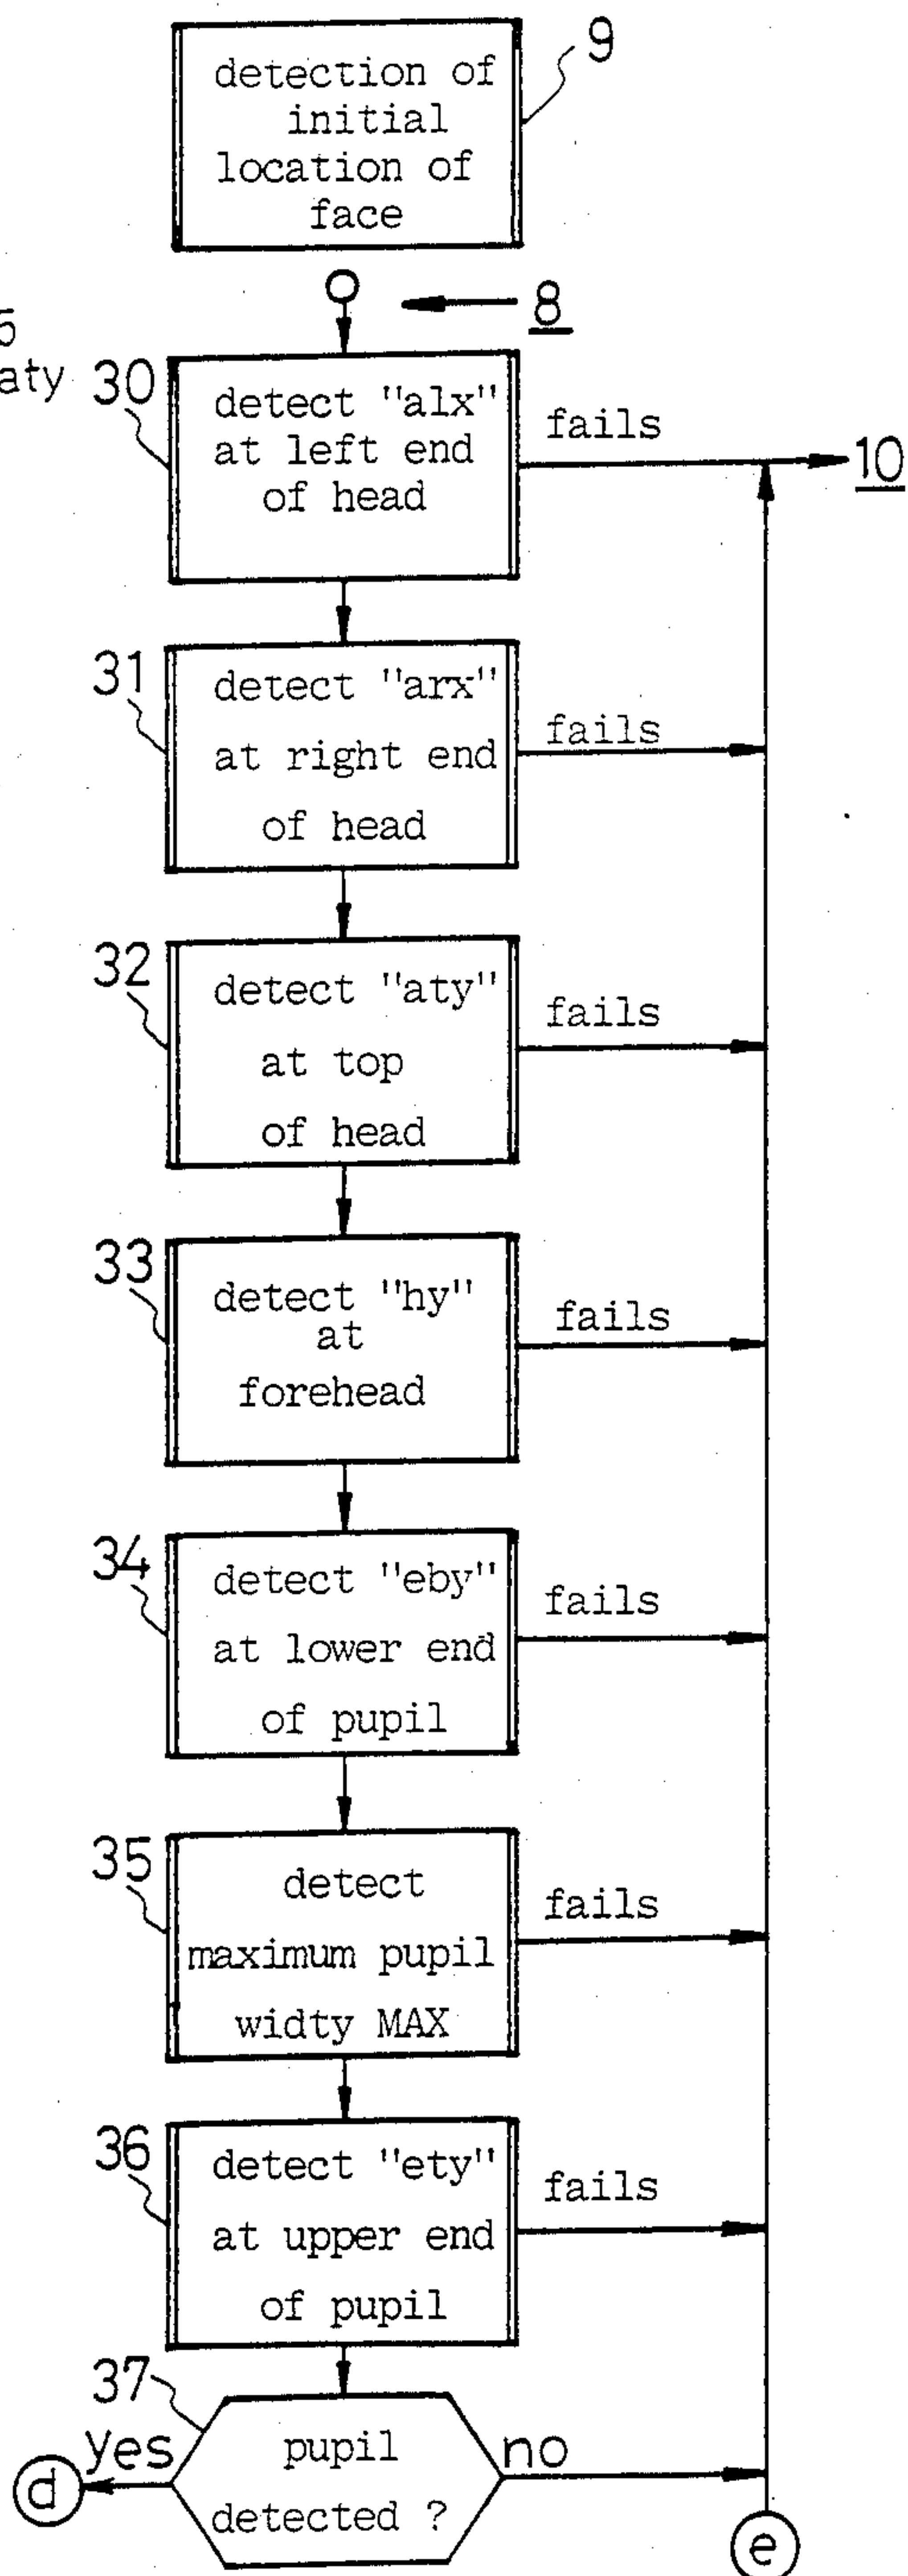 detection of
initial
location of
face
9
8
5
aty
30
detect "alx"
at left end
of head
fails
10
31
detect "arx"
at right end
of head
fails
32
detect "aty"
at top
of head
fails
33
detect "hy"
at
forehead
fails
34
detect "eby"
at lower end
of pupil
fails
35
detect
maximum pupil
widty MAX
fails
36
detect "ety"
at upper end
of pupil
fails
37
yes
pupil
detected ?
no
d
e